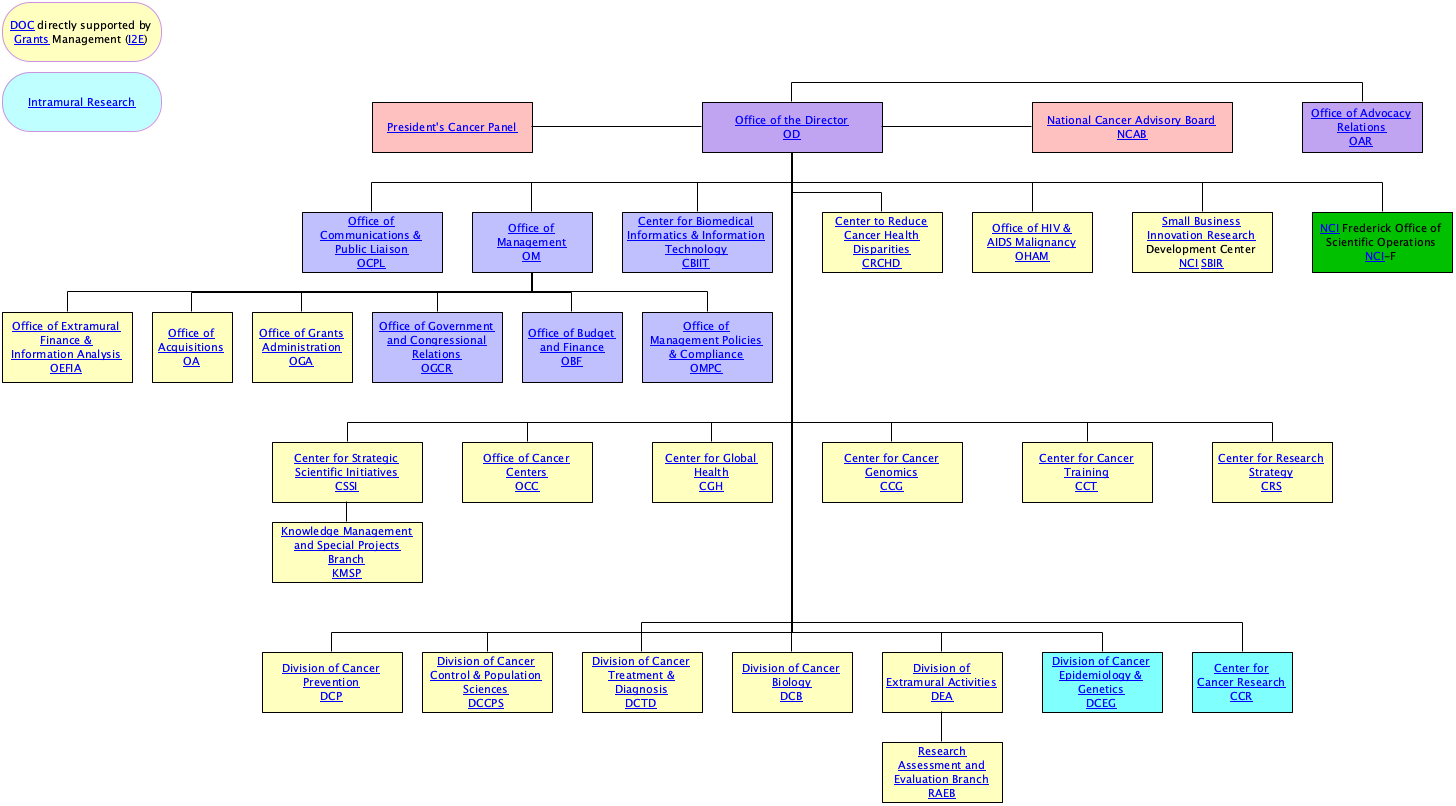 DOC directly supported by
Grants Management (I2E)
Intramural Research
President's Cancer Panel
Office of the Director
OD
National Cancer Advisory Board
NCAB
Office of Advocacy
Relations
OAR
Office of
Communications &
Public Liaison
OCPL
Office of
Management
OM
Center for Biomedical
Informatics & Information
Technology
CBIIT
Center to Reduce
Cancer Health
Disparities
CRCHD
Office of HIV &
AIDS Malignancy
OHAM
Small Business
Innovation Research
Development Center
NCI SBIR
NCI Frederick Office of
Scientific Operations
NCI-F
Office of Extramural
Finance &
Information Analysis
OEFIA
Office of
Acquisitions
OA
Office of Grants
Administration
OGA
Office of Government
and Congressional
Relations
OGCR
Office of Budget
and Finance
OBF
Office of
Management Policies
& Compliance
OMPC
Center for Strategic
Scientific Initiatives
CSSI
Office of Cancer
Centers
OCC
Center for Global
Health
CGH
Center for Cancer
Genomics
CCG
Center for Cancer
Training
CCT
Center for Research
Strategy
CRS
Knowledge Management
and Special Projects
Branch
KMSP
Division of Cancer
Prevention
DCP
Division of Cancer
Control & Population
Sciences
DCCPS
Division of Cancer
Treatment &
Diagnosis
DCTD
Division of Cancer
Biology
DCB
Division of
Extramural Activities
DEA
Division of Cancer
Epidemiology &
Genetics
DCEG
Center for
Cancer Research
CCR
Research
Assessment and
Evaluation Branch
RAEB